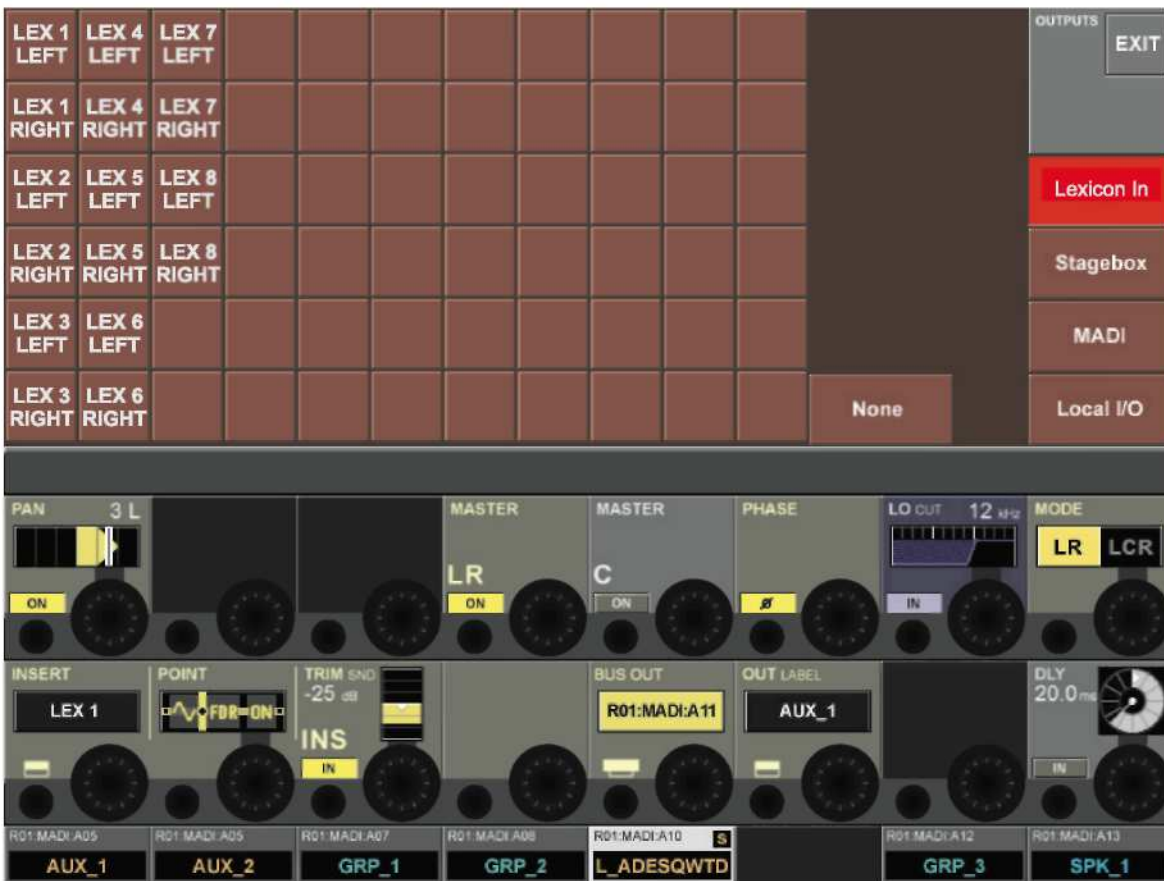 LEX 1 LEFT LEX 4 LEFT LEX 7 LEFT
LEX 1 RIGHT LEX 4 RIGHT LEX 7 RIGHT
LEX 2 LEFT LEX 5 LEFT LEX 8 LEFT
LEX 2 RIGHT LEX 5 RIGHT LEX 8 RIGHT
LEX 3 LEFT LEX 6 LEFT
LEX 3 RIGHT LEX 6 RIGHT
None
OUTPUTS
EXIT
Lexicon In
Stagebox
MADI
Local I/O
PAN 3 L
ON
MASTER
LR
ON
MASTER
C
ON
PHASE
ø
LO CUT 12 kHz
IN
MODE
LR LCR
INSERT
LEX 1
POINT
FDR=ON
TRIM SND
-25 dB
INS
IN
BUS OUT
R01:MADI:A11
OUT LABEL
AUX_1
DLY
20.0 ms
IN
R01:MADI:A05
AUX_1
R01:MADI:A05
AUX_2
R01:MADI:A07
GRP_1
R01:MADI:A08
GRP_2
R01:MADI:A10 S
L_ADESQWTD
R01:MADI:A12
GRP_3
R01:MADI:A13
SPK_1